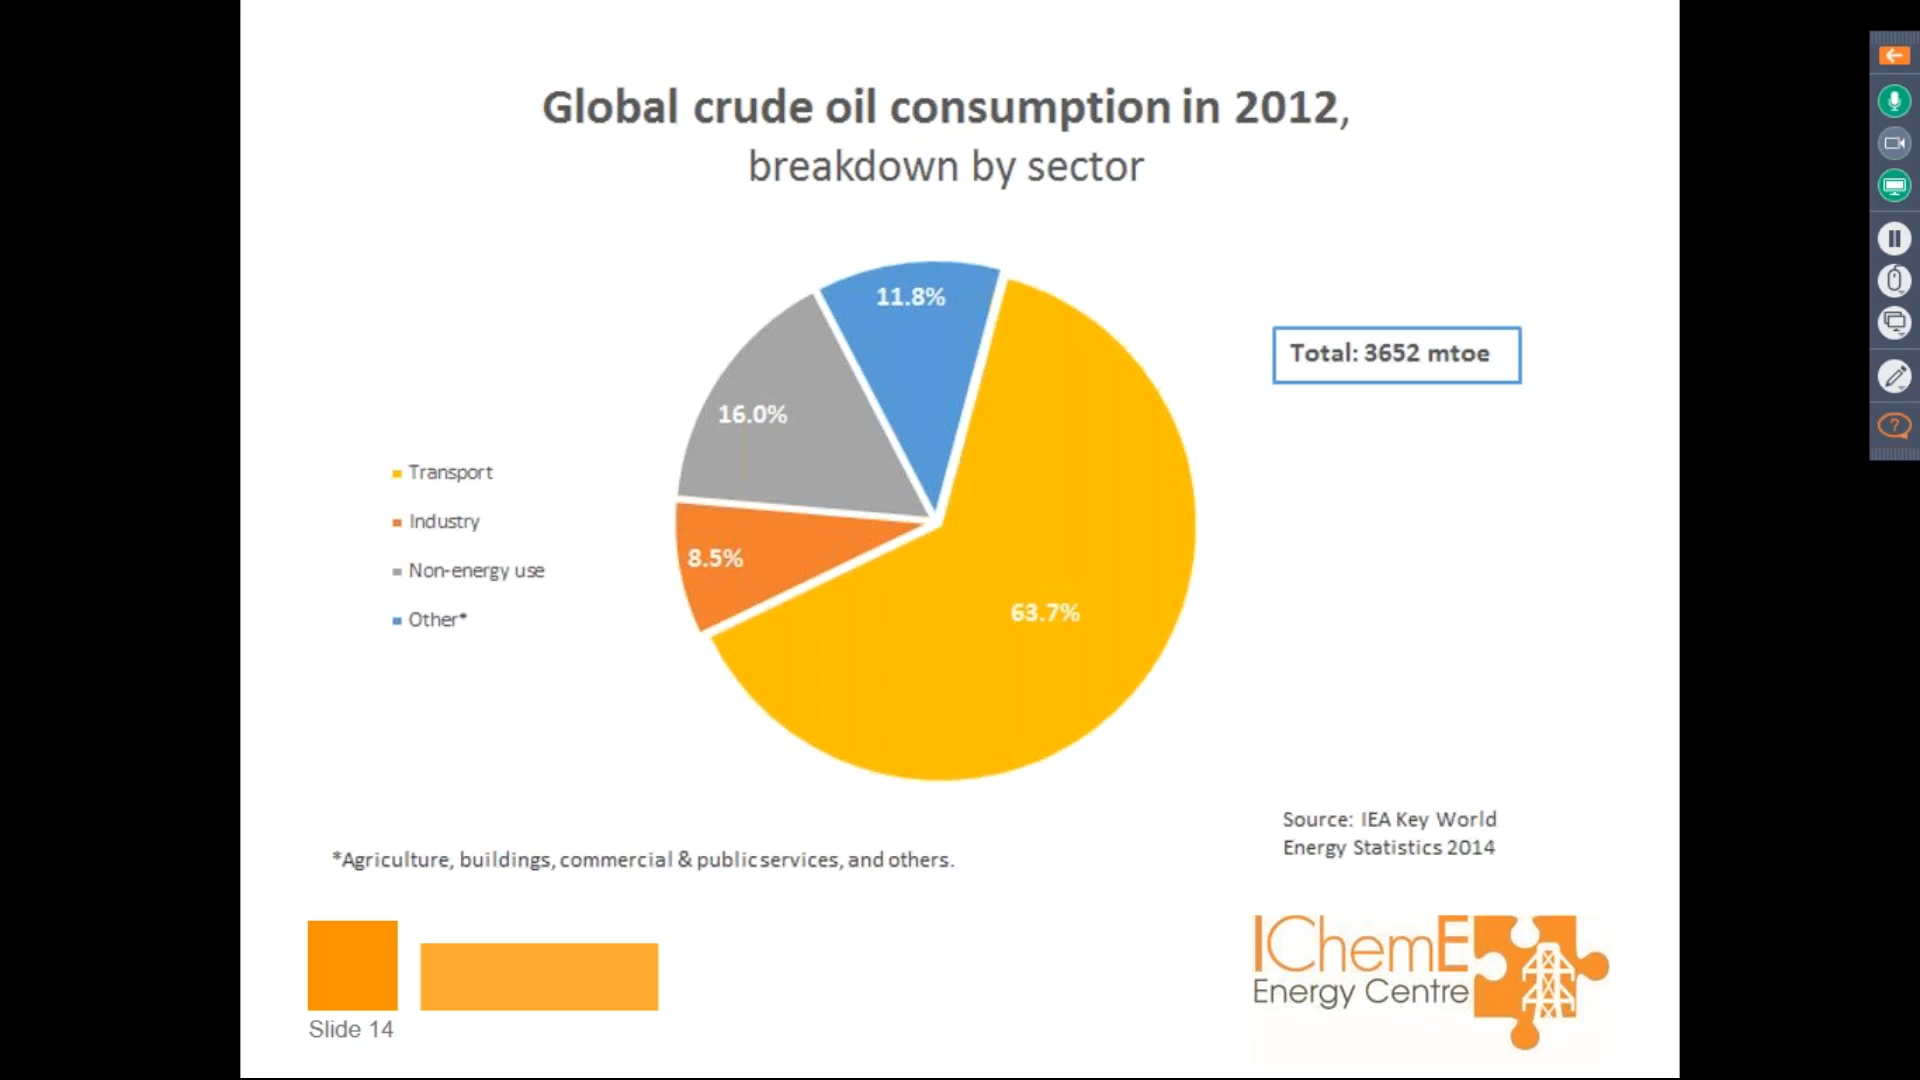 Global crude oil consumption in 2012,
breakdown by sector
11.8%
Total: 3652 mtoe
16.0%
Transport
Industry
8.5%
Non-energy use
63.7%
Other*
Source: IEA Key World
Energy Statistics 2014
*Agriculture, buildings, commercial & public services, and others.
IChemE
Energy Centre
Slide 14
?